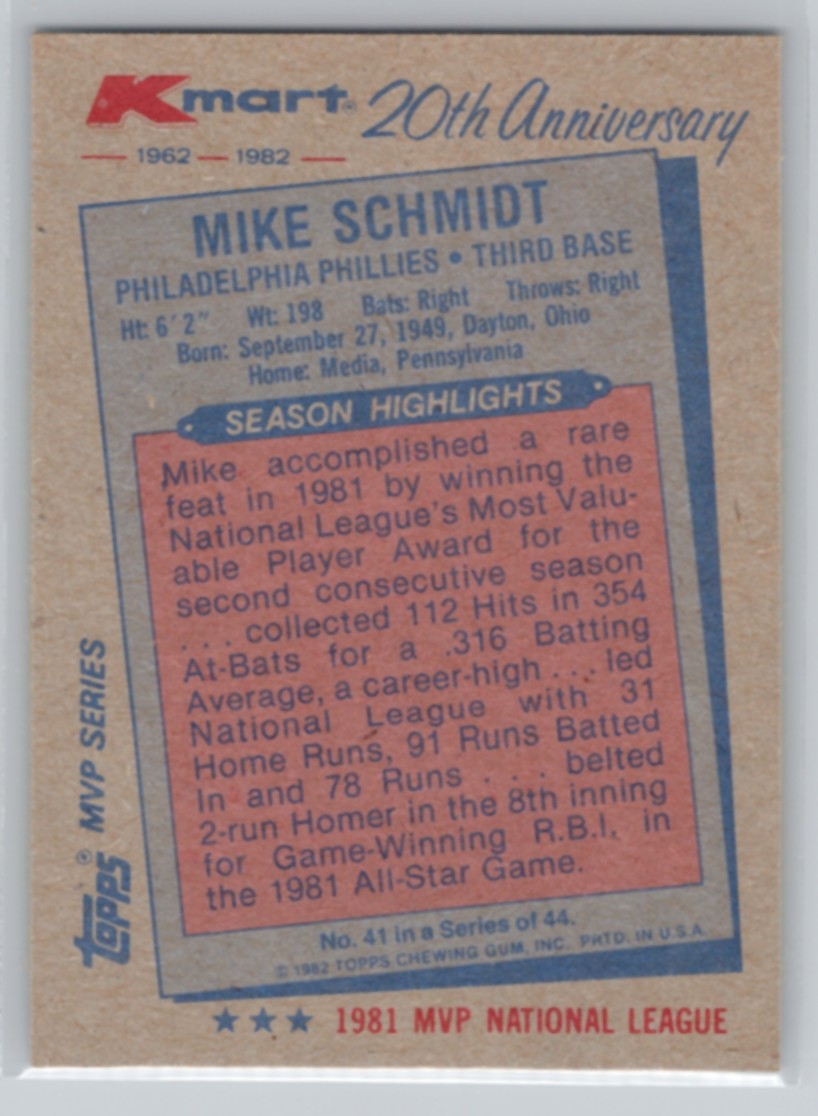 Kmart® 20th Anniversary
1962 — 1982
MIKE SCHMIDT
PHILADELPHIA PHILLIES • THIRD BASE
Ht: 6'2" Wt: 198 Bats: Right Throws: Right
Born: September 27, 1949, Dayton, Ohio
Home: Media, Pennsylvania
SEASON HIGHLIGHTS
Mike accomplished a rare
feat in 1981 by winning the
National League's Most Valu-
able Player Award for the
second consecutive season
. . . collected 112 Hits in 354
At-Bats for a .316 Batting
Average, a career-high . . . led
National League with 31
Home Runs, 91 Runs Batted
In and 78 Runs . . . belted
2-run Homer in the 8th inning
for Game-Winning R.B.I. in
the 1981 All-Star Game.
No. 41 in a Series of 44.
© 1982 TOPPS CHEWING GUM, INC. PRTD. IN U.S.A.
TOPPS® MVP SERIES
★★★ 1981 MVP NATIONAL LEAGUE